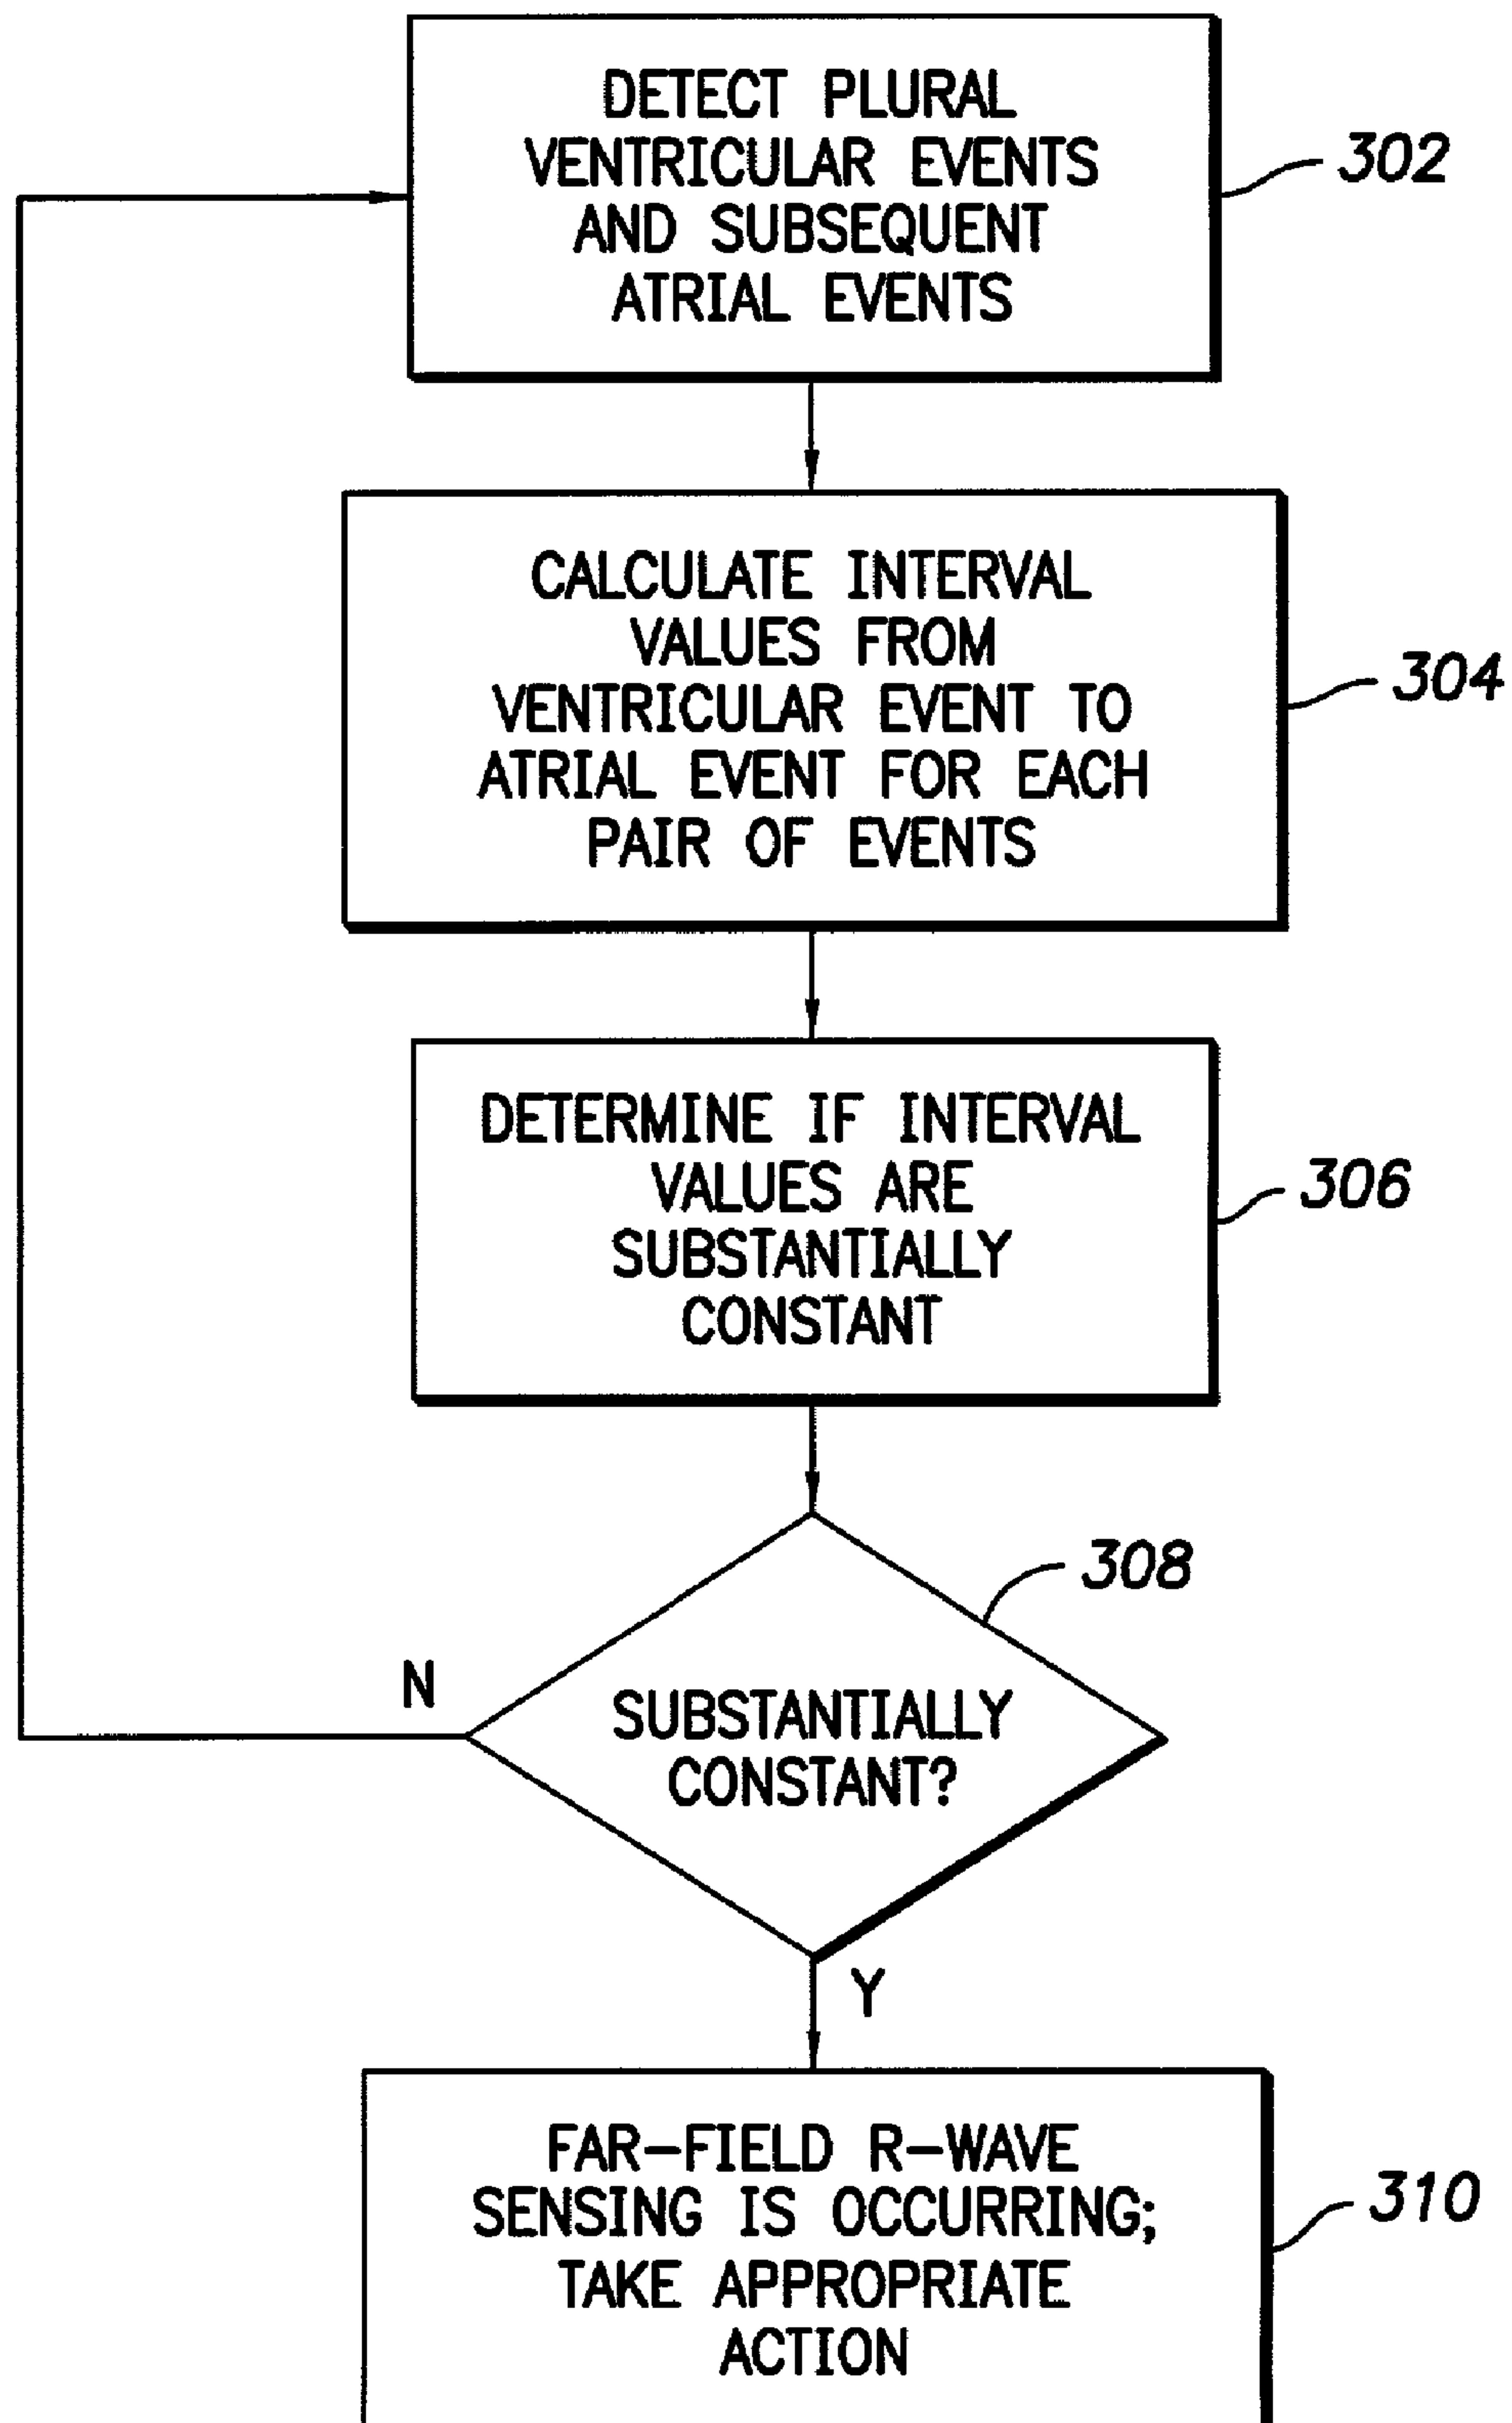 DETECT PLURAL
VENTRICULAR EVENTS
AND SUBSEQUENT
ATRIAL EVENTS
302
CALCULATE INTERVAL
VALUES FROM
VENTRICULAR EVENT TO
ATRIAL EVENT FOR EACH
PAIR OF EVENTS
304
DETERMINE IF INTERVAL
VALUES ARE
SUBSTANTIALLY
CONSTANT
306
308
N
SUBSTANTIALLY
CONSTANT?
Y
FAR-FIELD R-WAVE
SENSING IS OCCURRING;
TAKE APPROPRIATE
ACTION
310